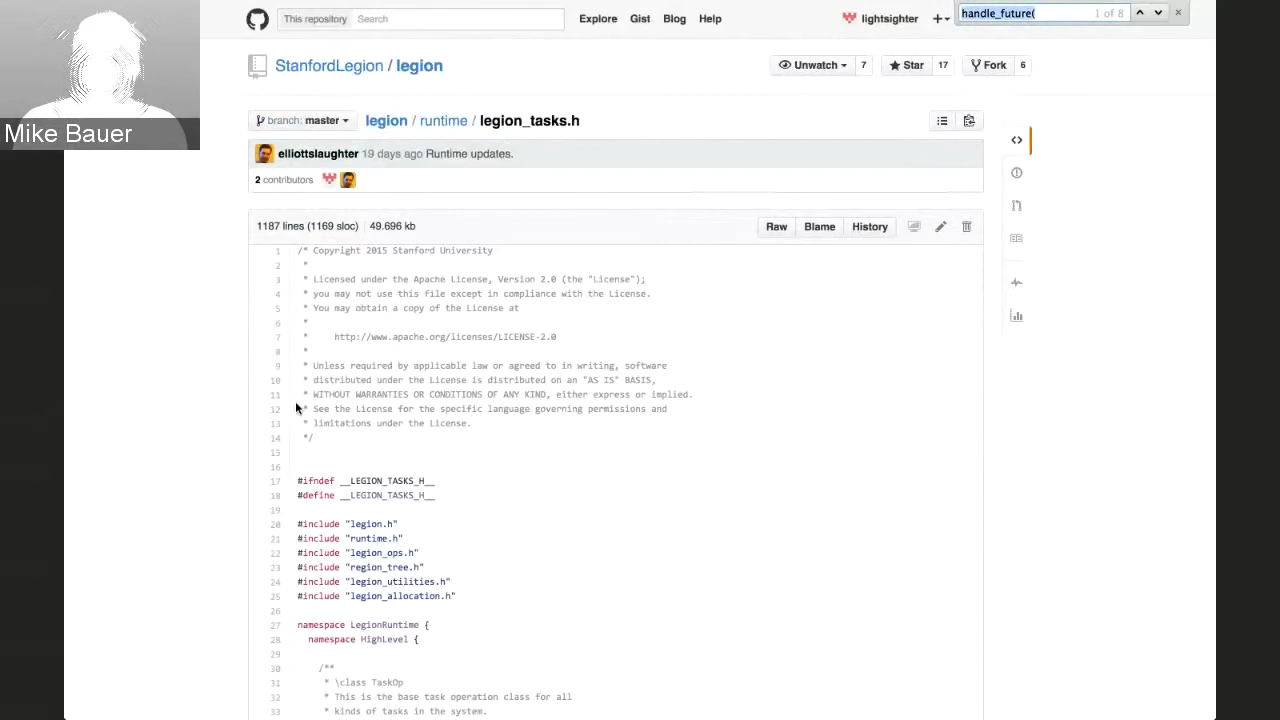 Mike Bauer
This repository Search
Explore Gist Blog Help
lightsighter
handle_future( 1 of 8
StanfordLegion / legion
Unwatch 7 Star 17 Fork 6
branch: master legion / runtime / legion_tasks.h
elliottslaughter 19 days ago Runtime updates.
2 contributors
1187 lines (1169 sloc) 49.696 kb Raw Blame History
1 /* Copyright 2015 Stanford University
2 *
3 * Licensed under the Apache License, Version 2.0 (the "License");
4 * you may not use this file except in compliance with the License.
5 * You may obtain a copy of the License at
6 *
7 * http://www.apache.org/licenses/LICENSE-2.0
8 *
9 * Unless required by applicable law or agreed to in writing, software
10 * distributed under the License is distributed on an "AS IS" BASIS,
11 * WITHOUT WARRANTIES OR CONDITIONS OF ANY KIND, either express or implied.
12 * See the License for the specific language governing permissions and
13 * limitations under the License.
14 */
15
16
17 #ifndef __LEGION_TASKS_H__
18 #define __LEGION_TASKS_H__
19
20 #include "legion.h"
21 #include "runtime.h"
22 #include "legion_ops.h"
23 #include "region_tree.h"
24 #include "legion_utilities.h"
25 #include "legion_allocation.h"
26
27 namespace LegionRuntime {
28 namespace HighLevel {
29
30 /**
31 * \class TaskOp
32 * This is the base task operation class for all
33 * kinds of tasks in the system.